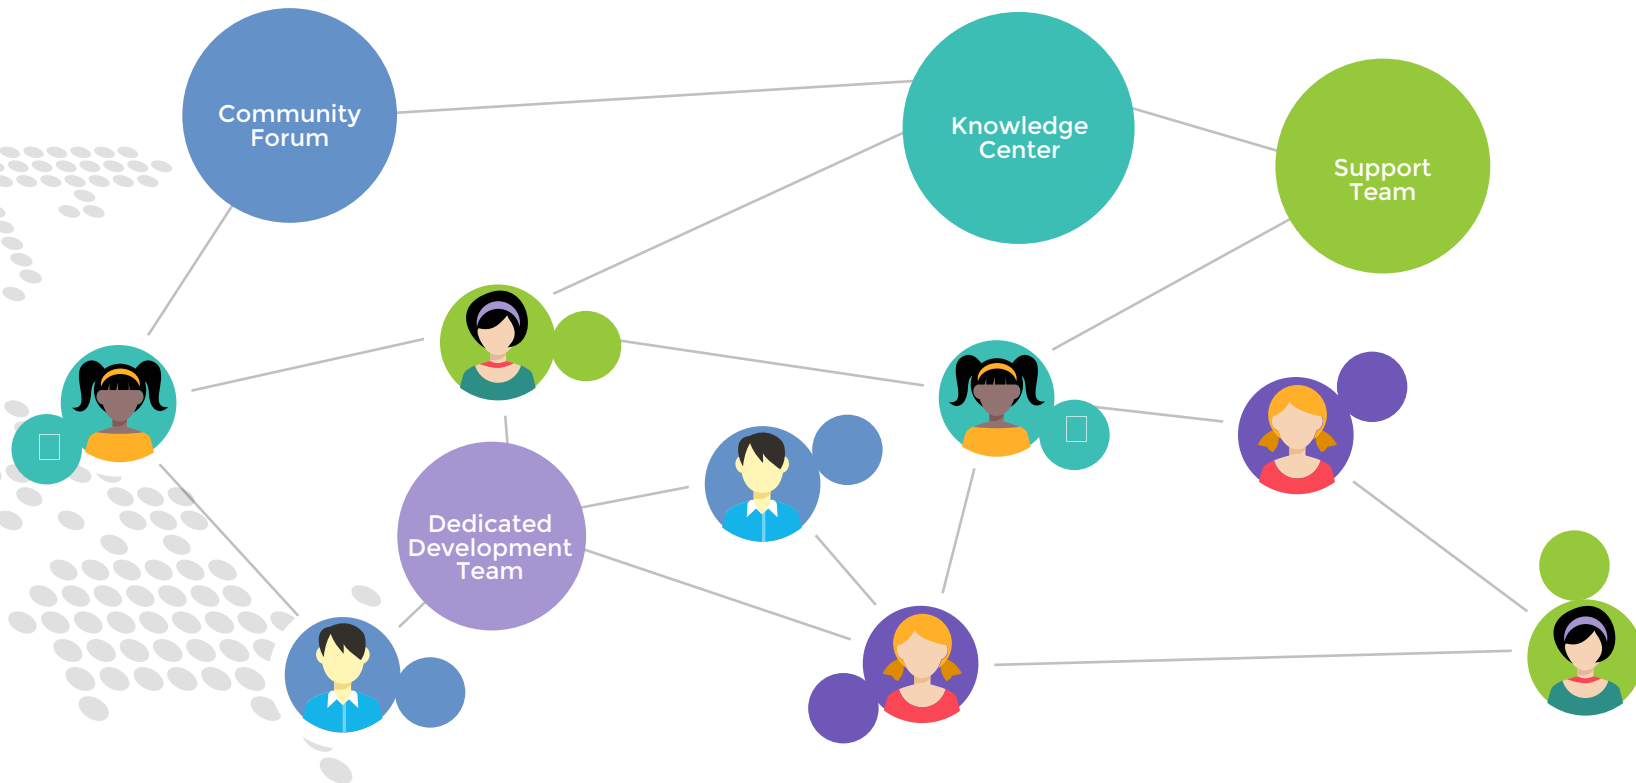 Community
Forum
Knowledge
Center
Support
Team
Dedicated
Development
Team